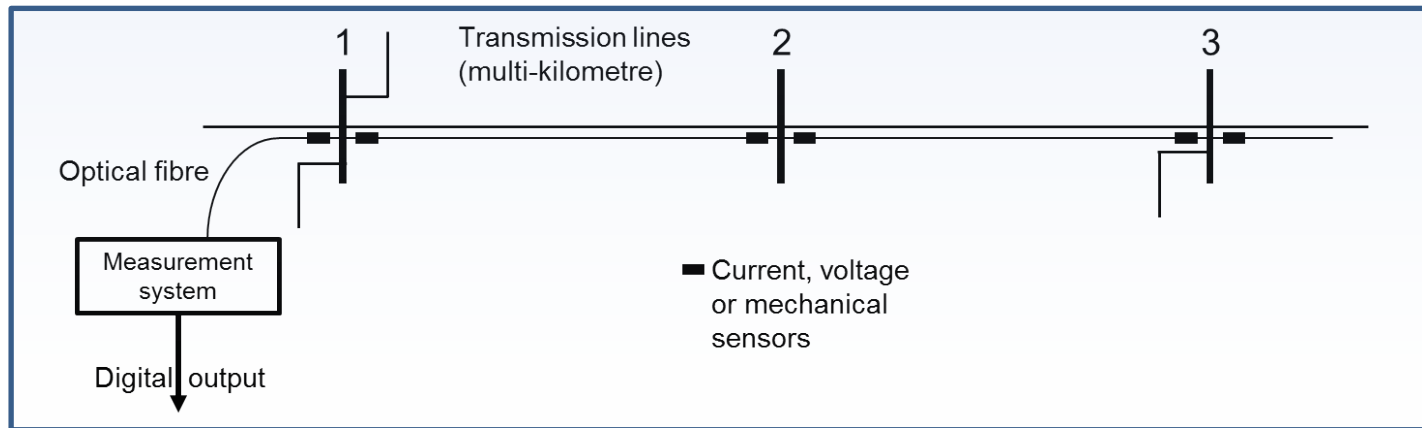 1
Transmission lines
(multi-kilometre)
2
3
Optical fibre
Measurement
system
Current, voltage
or mechanical
sensors
Digital output